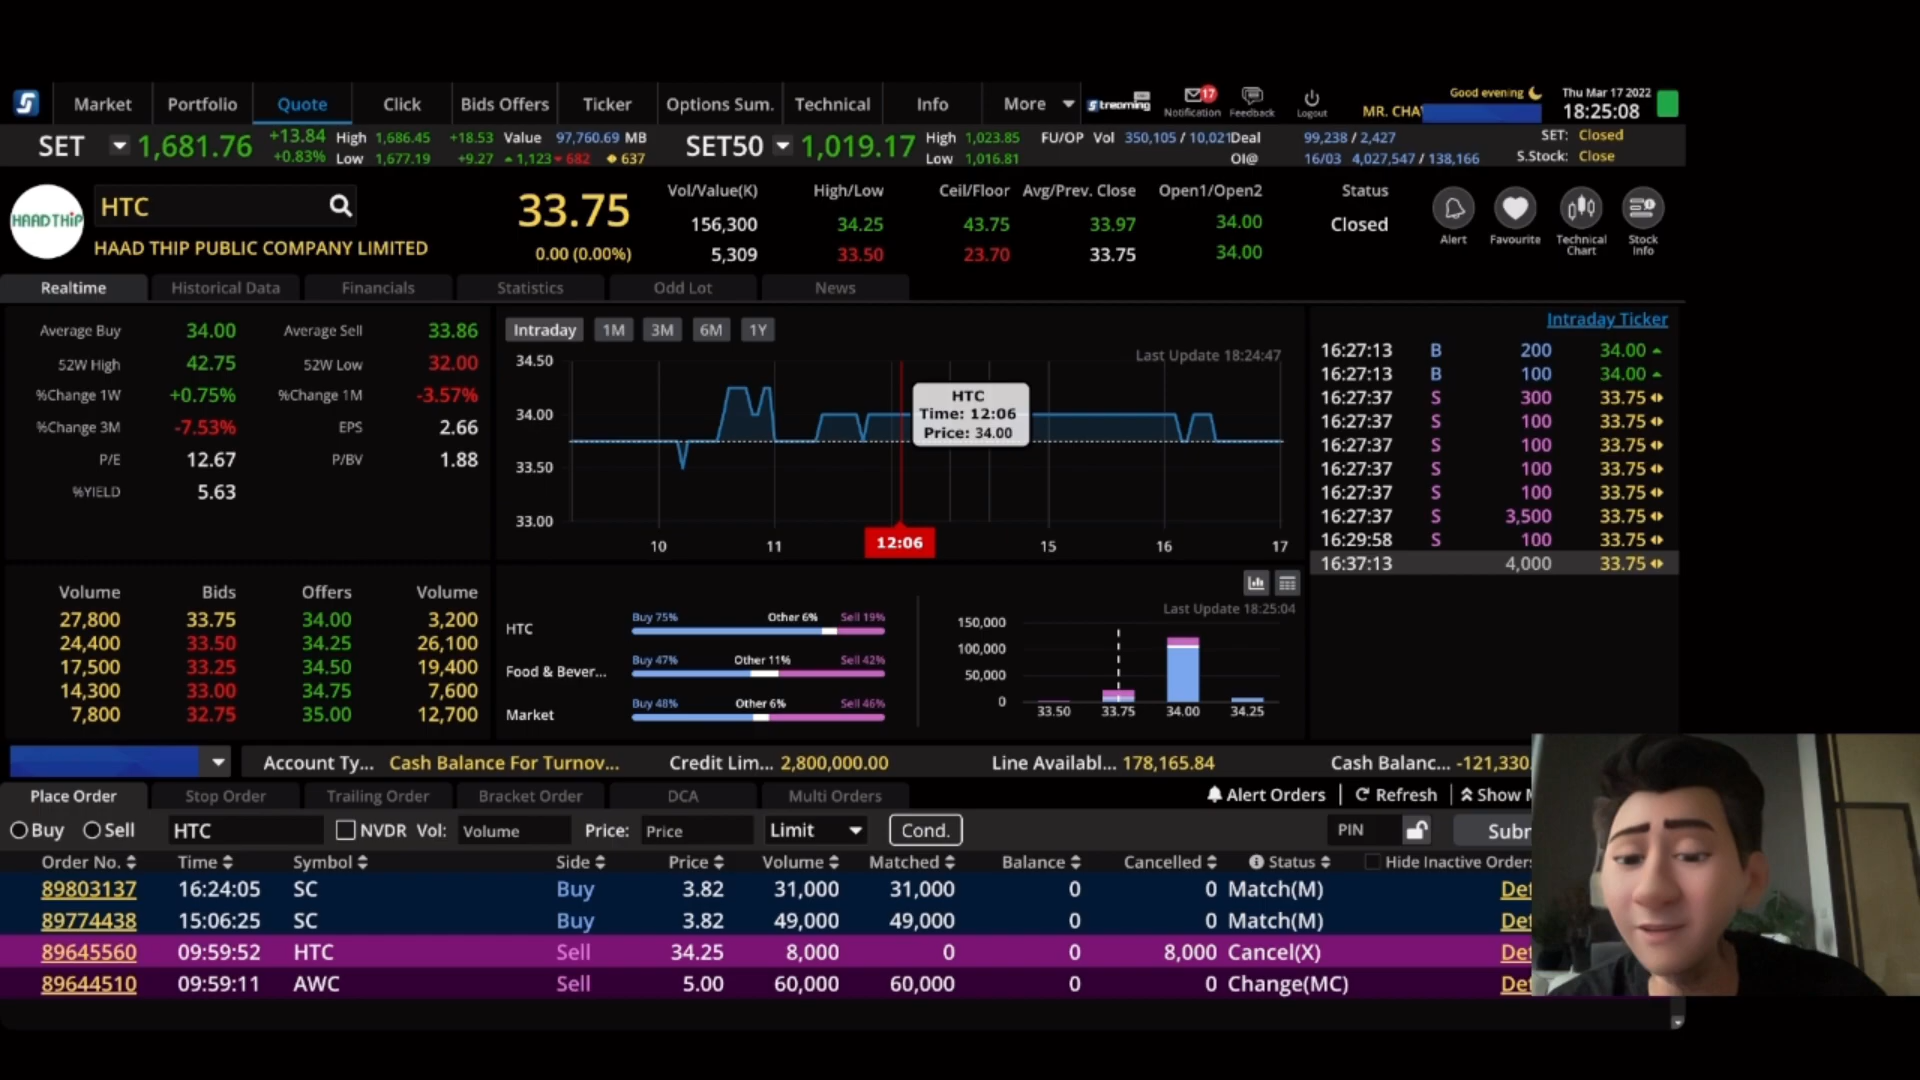 Market Portfolio Quote Click Bids Offers Ticker Options Sum. Technical Info More Streaming Notification 17 Feedback Logout
Good evening
MR. CHA
Thu Mar 17 2022
18:25:08
SET 1,681.76 +13.84 High 1,686.45 +18.53 Value 97,760.69 MB
+0.83% Low 1,677.19 +9.27 1,123 682 637
SET50 1,019.17 High 1,023.85 FU/OP Vol 350,105 / 10,021 Deal 99,238 / 2,427
Low 1,016.81 OI@ 16/03 4,027,547 / 138,166
SET: Closed
S.Stock: Close
HAADTHIP
HTC
HAAD THIP PUBLIC COMPANY LIMITED
33.75
0.00 (0.00%)
Vol/Value(K) High/Low Ceil/Floor Avg/Prev. Close Open1/Open2 Status
156,300 34.25 43.75 33.97 34.00 Closed
5,309 33.50 23.70 33.75 34.00
Alert Favourite Technical Chart Stock Info
Realtime Historical Data Financials Statistics Odd Lot News
Average Buy 34.00 Average Sell 33.86
52W High 42.75 52W Low 32.00
%Change 1W +0.75% %Change 1M -3.57%
%Change 3M -7.53% EPS 2.66
P/E 12.67 P/BV 1.88
%YIELD 5.63
Intraday 1M 3M 6M 1Y
Last Update 18:24:47
34.50
34.00
33.50
33.00
HTC
Time: 12:06
Price: 34.00
10 11 12:06 15 16 17
Intraday Ticker
16:27:13 B 200 34.00
16:27:13 B 100 34.00
16:27:37 S 300 33.75
16:27:37 S 100 33.75
16:27:37 S 100 33.75
16:27:37 S 100 33.75
16:27:37 S 100 33.75
16:27:37 S 3,500 33.75
16:29:58 S 100 33.75
16:37:13 4,000 33.75
Volume Bids Offers Volume
27,800 33.75 34.00 3,200
24,400 33.50 34.25 26,100
17,500 33.25 34.50 19,400
14,300 33.00 34.75 7,600
7,800 32.75 35.00 12,700
HTC Buy 75% Other 6% Sell 19%
Food & Bever... Buy 47% Other 11% Sell 42%
Market Buy 48% Other 6% Sell 46%
Last Update 18:25:04
150,000
100,000
50,000
0
33.50 33.75 34.00 34.25
Account Ty... Cash Balance For Turnov... Credit Lim... 2,800,000.00 Line Availabl... 178,165.84 Cash Balanc... -121,330.
Place Order Stop Order Trailing Order Bracket Order DCA Multi Orders Alert Orders Refresh Show
Buy Sell HTC NVDR Vol: Volume Price: Price Limit Cond. PIN Subr
Order No. Time Symbol Side Price Volume Matched Balance Cancelled Status Hide Inactive Orders
89803137 16:24:05 SC Buy 3.82 31,000 31,000 0 0 Match(M) Det
89774438 15:06:25 SC Buy 3.82 49,000 49,000 0 0 Match(M) Det
89645560 09:59:52 HTC Sell 34.25 8,000 0 0 8,000 Cancel(X) Det
89644510 09:59:11 AWC Sell 5.00 60,000 60,000 0 0 Change(MC) Det